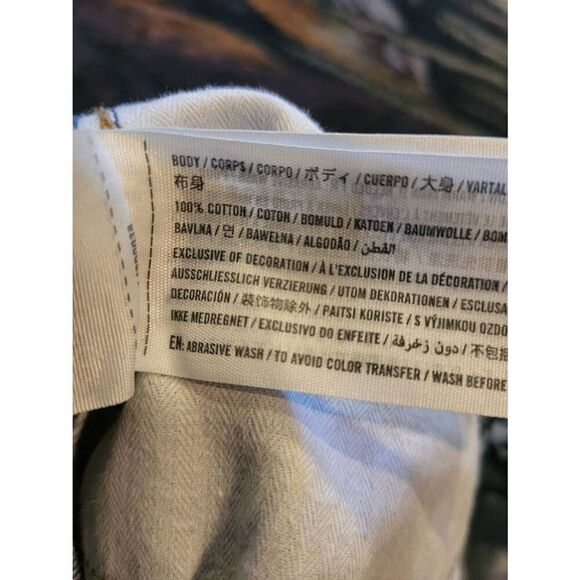 BODY / CORPS / CORPO / ボディ / CUERPO / 大身 / VARTAL
布身
100% COTTON / COTON / BOMULD / KATOEN / BAUMWOLLE / BOM
BAVLNA / 면 / BAWEŁNA / ALGODÃO / القطن
EXCLUSIVE OF DECORATION / À L'EXCLUSION DE LA DÉCORATION /
AUSSCHLIESSLICH VERZIERUNG / UTOM DEKORATIONEN / ESCLUSA
DECORACIÓN / 裝飾物除外 / PAITSI KORISTE / S VÝJIMKOU OZDO
IKKE MEDREGNET / EXCLUSIVO DO ENFEITE / دون زخرفة / 不包括
EN: ABRASIVE WASH / TO AVOID COLOR TRANSFER / WASH BEFORE